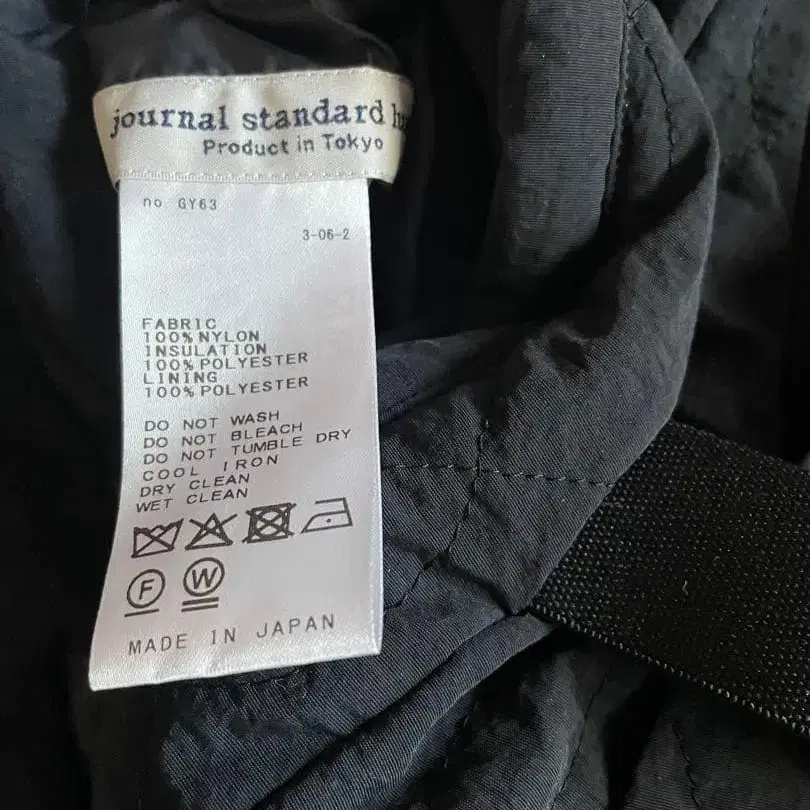 journal standard
Product in Tokyo
no GY63
3-06-2
FABRIC
100% NYLON
INSULATION
100% POLYESTER
LINING
100% POLYESTER
DO NOT WASH
DO NOT BLEACH
DO NOT TUMBLE DRY
COOL IRON
DRY CLEAN
WET CLEAN
F W
MADE IN JAPAN